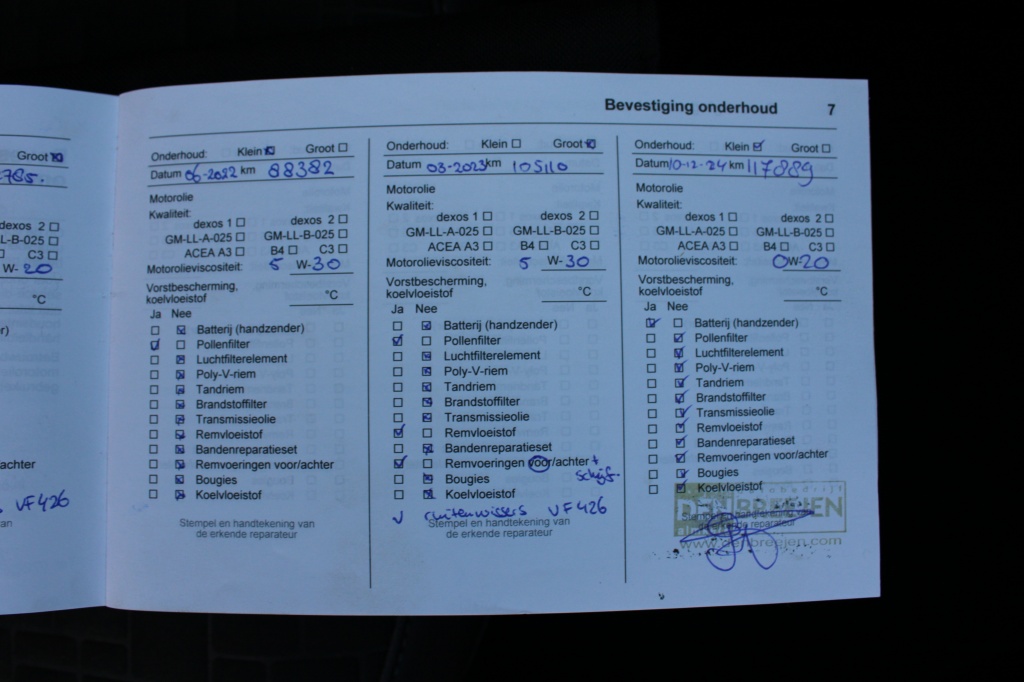 Bevestiging onderhoud 7
Groot ☒
785.
dexos 2 ☐
LL-B-025 ☐
C3 ☐
W-20
°C
achter
VF426
Onderhoud: Klein ☒ Groot ☐
Datum 06-2022 km 88382
Motorolie
Kwaliteit:
dexos 1 ☐ dexos 2 ☐
GM-LL-A-025 ☐ GM-LL-B-025 ☐
ACEA A3 ☐ B4 ☐ C3 ☐
Motorolieviscositeit: 5 W-30
Vorstbescherming,
koelvloeistof °C
Ja Nee
☐ ☑ Batterij (handzender)
☑ ☐ Pollenfilter
☐ ☑ Luchtfilterelement
☐ ☑ Poly-V-riem
☐ ☑ Tandriem
☐ ☑ Brandstoffilter
☐ ☑ Transmissieolie
☐ ☑ Remvloeistof
☐ ☑ Bandenreparatieset
☐ ☑ Remvoeringen voor/achter
☐ ☑ Bougies
☐ ☑ Koelvloeistof
Stempel en handtekening van
de erkende reparateur
Onderhoud: Klein ☐ Groot ☒
Datum 03-2023 km 105110
Motorolie
Kwaliteit:
dexos 1 ☐ dexos 2 ☐
GM-LL-A-025 ☐ GM-LL-B-025 ☐
ACEA A3 ☐ B4 ☐ C3 ☐
Motorolieviscositeit: 5 W-30
Vorstbescherming,
koelvloeistof °C
Ja Nee
☐ ☑ Batterij (handzender)
☑ ☐ Pollenfilter
☐ ☑ Luchtfilterelement
☐ ☑ Poly-V-riem
☐ ☑ Tandriem
☐ ☑ Brandstoffilter
☐ ☑ Transmissieolie
☑ ☐ Remvloeistof
☐ ☑ Bandenreparatieset
☑ ☐ Remvoeringen voor/achter +
schijf.
☐ ☑ Bougies
☐ ☑ Koelvloeistof
√ ruitenwissers VF426
Stempel en handtekening van
de erkende reparateur
Onderhoud: Klein ☑ Groot ☐
Datum 10-12-24 km 117889
Motorolie
Kwaliteit:
dexos 1 ☐ dexos 2 ☐
GM-LL-A-025 ☐ GM-LL-B-025 ☐
ACEA A3 ☐ B4 ☐ C3 ☐
Motorolieviscositeit: 0W-20
Vorstbescherming,
koelvloeistof °C
Ja Nee
☑ ☐ Batterij (handzender)
☐ ☑ Pollenfilter
☐ ☑ Luchtfilterelement
☐ ☑ Poly-V-riem
☐ ☑ Tandriem
☐ ☑ Brandstoffilter
☐ ☑ Transmissieolie
☐ ☑ Remvloeistof
☐ ☑ Bandenreparatieset
☐ ☑ Remvoeringen voor/achter
☐ ☑ Bougies
☐ ☑ Koelvloeistof
DEN BREEJEN
Stempel en handtekening van
www.denbreejen.com